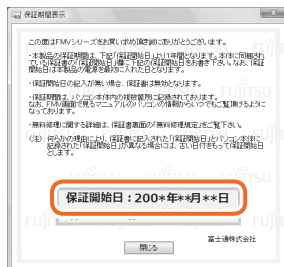 保証期間表示
この度はFMVシリーズをお買い求め頂き誠にありがとうございます。
・本製品の保証期間は、下記「保証開始日」より1年間となります。本体に同梱され
ている保証書の「保証開始日」欄に下記の「保証開始日」をお書き下さい。なお、「保証
開始日」は本製品の電源を最初に入れた日となります。
・保証開始日の記入が無い場合、保証書は無効となります。
・保証期間は、パソコン本体内の複数箇所に記録されております。
なお、FMV画面で見るマニュアルのパソコンの情報からいつでもご覧頂けるように
なっております。
・無料修理に関する詳細は、保証書裏面の「無料修理規定」をご覧下さい。
(注) 何らかの理由により、保証書に記入された「保証開始日」とパソコン本体に
記録された「保証開始日」が異なる場合には、古い日付をもって保証開始日
とします。
保証開始日:200*年**月**日
閉じる
富士通株式会社